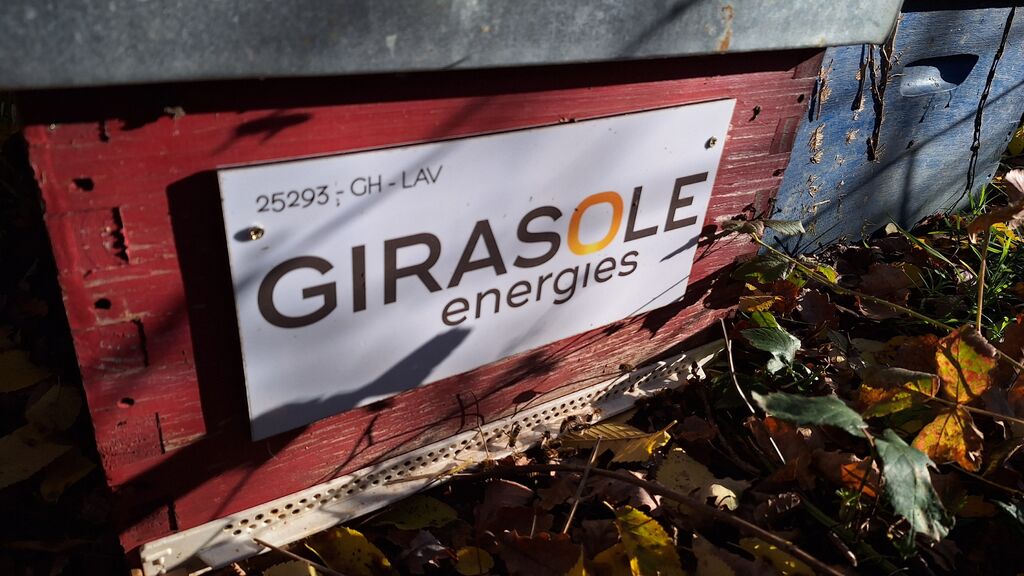 25293 - GH - LAV
GIRASOLE
energies